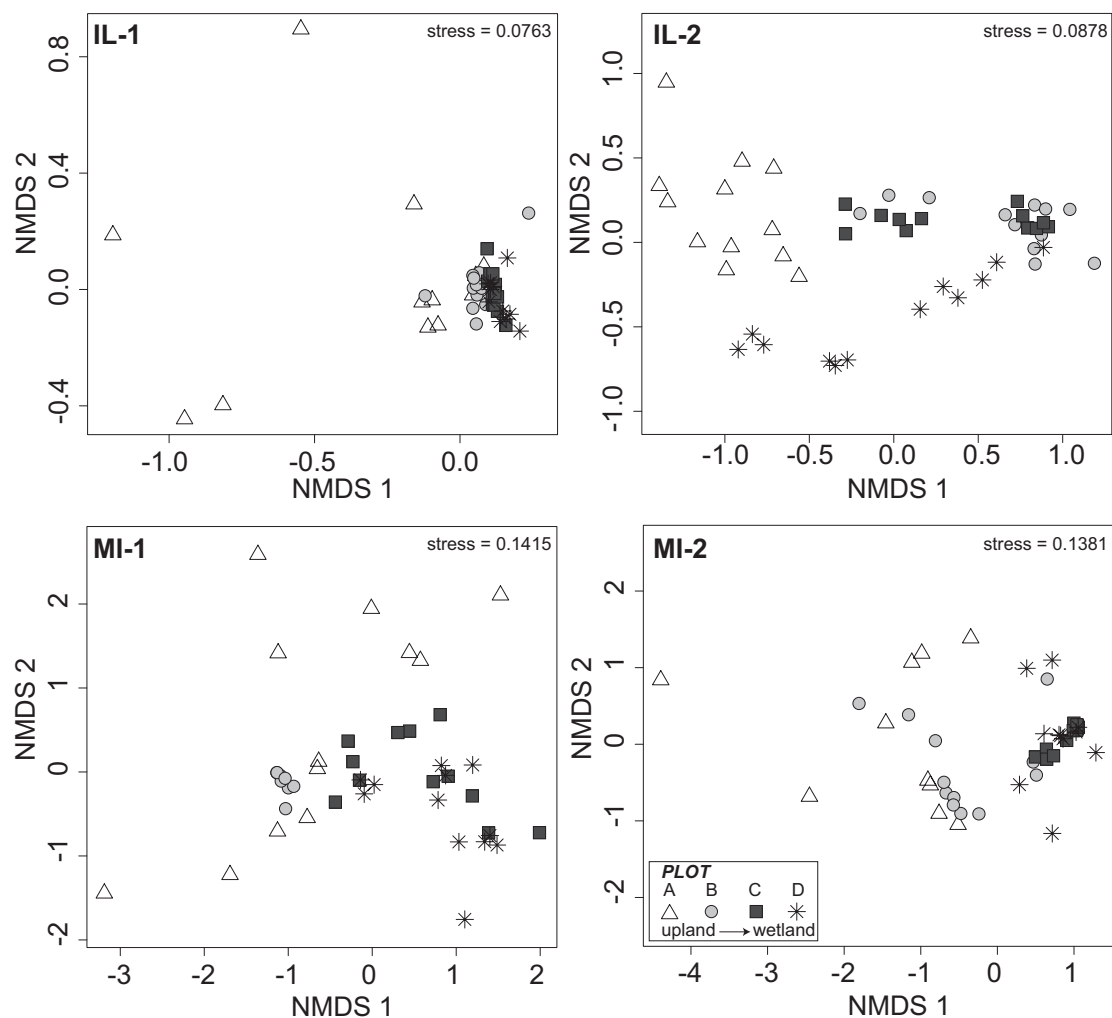 IL-1
stress = 0.0763
0.8
0.4
0.0
-0.4
NMDS 2
-1.0 -0.5 0.0
NMDS 1
IL-2
stress = 0.0878
1.0
0.5
0.0
-0.5
-1.0
NMDS 2
-1.0 -0.5 0.0 0.5 1.0
NMDS 1
MI-1
stress = 0.1415
2
1
0
-1
-2
NMDS 2
-3 -2 -1 0 1 2
NMDS 1
MI-2
stress = 0.1381
2
1
0
-1
-2
NMDS 2
PLOT
A B C D
upland wetland
-4 -3 -2 -1 0 1
NMDS 1